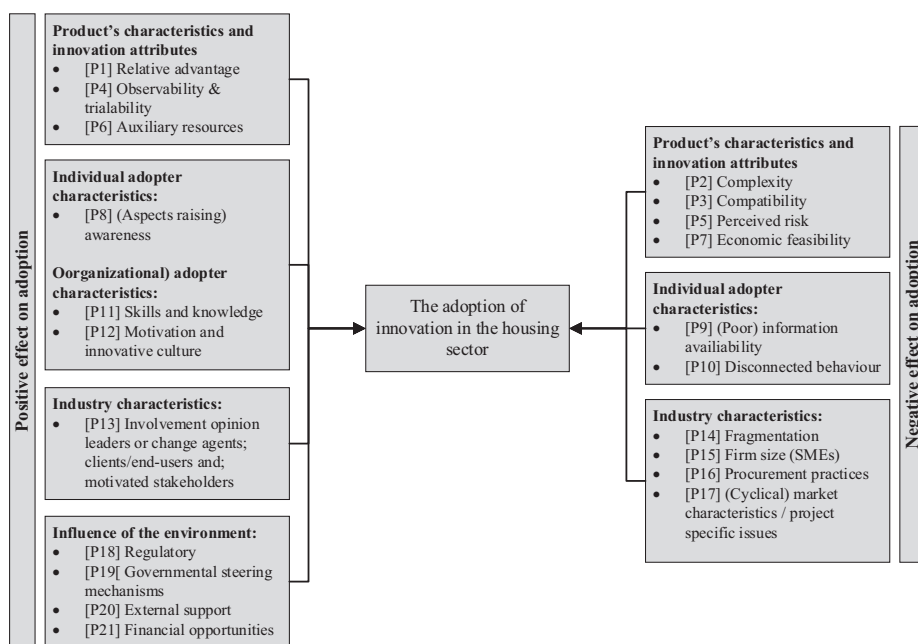 Positive effect on adoption
Product's characteristics and
innovation attributes
• [P1] Relative advantage
• [P4] Observability &
trialability
• [P6] Auxiliary resources
Individual adopter
characteristics:
• [P8] (Aspects raising)
awareness
Oorganizational) adopter
characteristics:
• [P11] Skills and knowledge
• [P12] Motivation and
innovative culture
Industry characteristics:
• [P13] Involvement opinion
leaders or change agents;
clients/end-users and;
motivated stakeholders
Influence of the environment:
• [P18] Regulatory
• [P19[ Governmental steering
mechanisms
• [P20] External support
• [P21] Financial opportunities
The adoption of
innovation in the housing
sector
Product's characteristics and
innovation attributes
• [P2] Complexity
• [P3] Compatibility
• [P5] Perceived risk
• [P7] Economic feasibility
Individual adopter
characteristics:
• [P9] (Poor) information
availiability
• [P10] Disconnected behaviour
Industry characteristics:
• [P14] Fragmentation
• [P15] Firm size (SMEs)
• [P16] Procurement practices
• [P17] (Cyclical) market
characteristics / project
specific issues
Negative effect on adoption